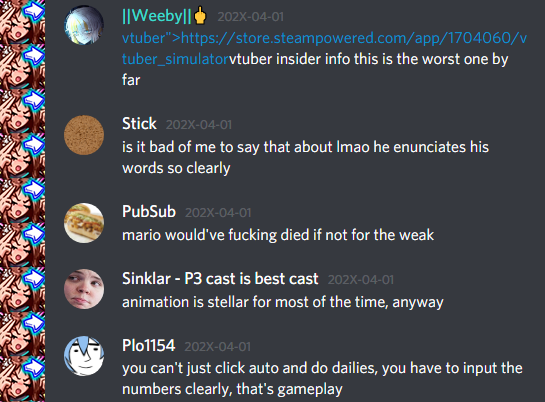 ||Weeby||🖕 202X-04-01
vtuber">https://store.steampowered.com/app/1704060/v
tuber_simulatorvtuber insider info this is the worst one by
far
Stick 202X-04-01
is it bad of me to say that about lmao he enunciates his
words so clearly
PubSub 202X-04-01
mario would've fucking died if not for the weak
Sinklar - P3 cast is best cast 202X-04-01
animation is stellar for most of the time, anyway
Plo1154 202X-04-01
you can't just click auto and do dailies, you have to input the
numbers clearly, that's gameplay